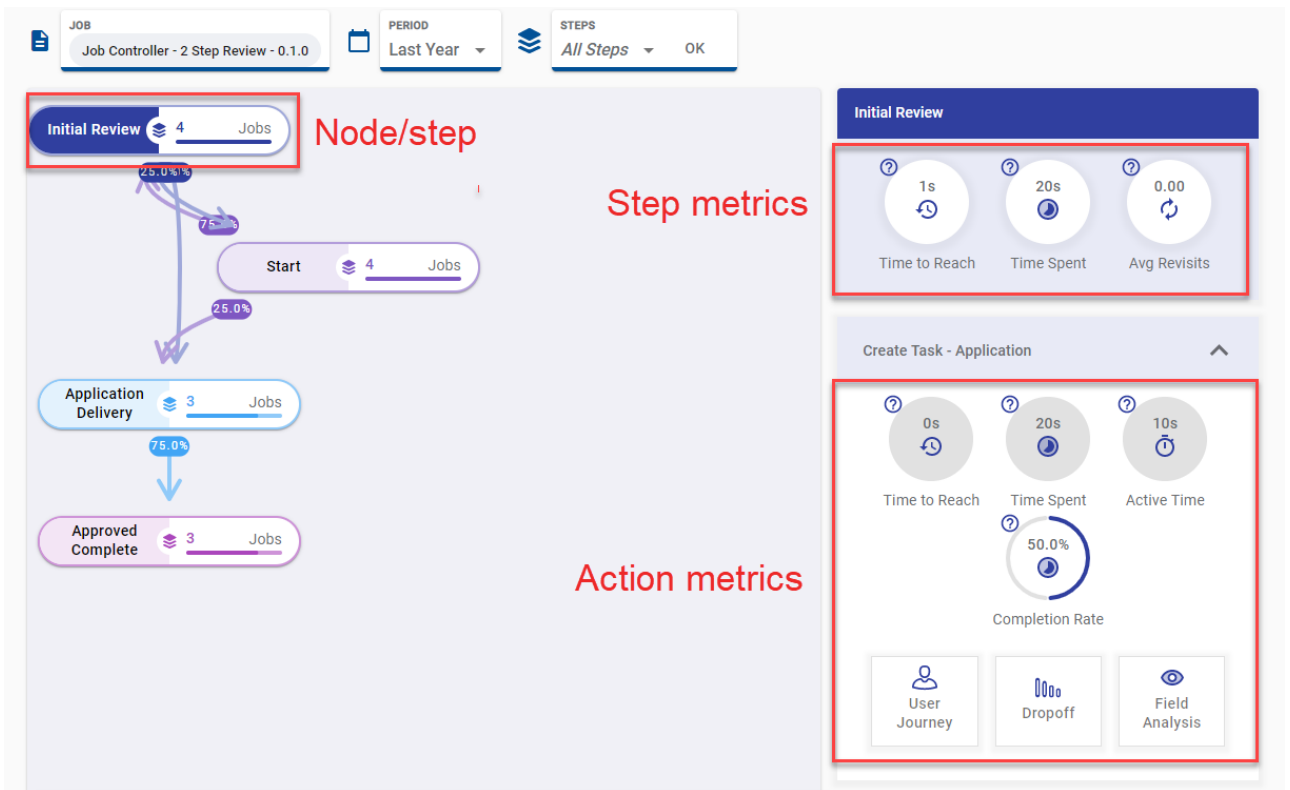 JOB
Job Controller - 2 Step Review - 0.1.0
PERIOD
Last Year
STEPS
All Steps
OK
Initial Review
4
Jobs
Node/step
25.0%
75.
Start
4
Jobs
25.0%
Application
Delivery
3
Jobs
75.0%
Approved
Complete
3
Jobs
Initial Review
Step metrics
1s
20s
0.00
Time to Reach
Time Spent
Avg Revisits
Create Task - Application
Action metrics
0s
20s
10s
Time to Reach
Time Spent
Active Time
50.0%
Completion Rate
User
Journey
Dropoff
Field
Analysis